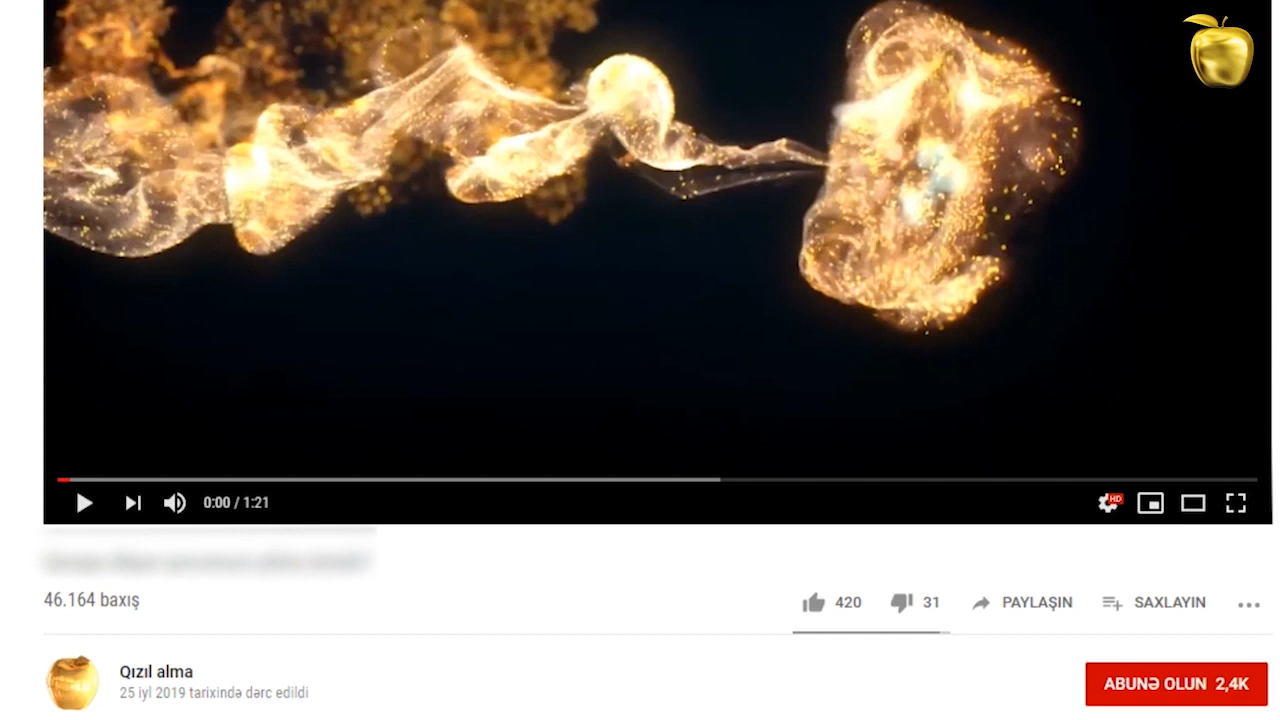 0:00 / 1:21
HD
46.164 baxış
420
31
PAYLAŞIN
SAXLAYIN
Qızıl alma
25 iyl 2019 tarixində dərc edildi
ABUNƏ OLUN 2,4K